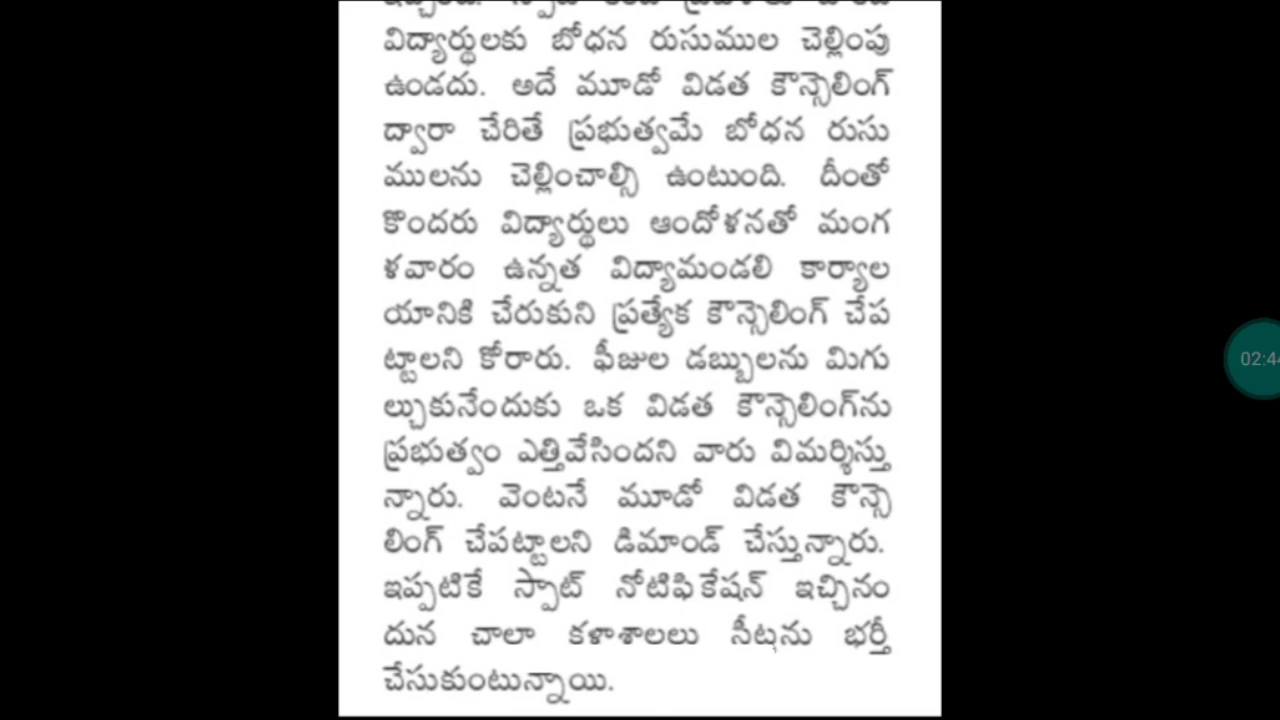 విద్యార్థులకు బోధన రుసుముల చెల్లింపు
ఉండదు. అదే మూడో విడత కౌన్సెలింగ్
ద్వారా చేరితే ప్రభుత్వమే బోధన రుసు
ములను చెల్లించాల్సి ఉంటుంది. దీంతో
కొందరు విద్యార్థులు ఆందోళనతో మంగ
ళవారం ఉన్నత విద్యామండలి కార్యాల
యానికి చేరుకుని ప్రత్యేక కౌన్సెలింగ్ చేప
ట్టాలని కోరారు. ఫీజుల డబ్బులను మిగు
ల్చుకునేందుకు ఒక విడత కౌన్సెలింగ్‌ను
ప్రభుత్వం ఎత్తివేసిందని వారు విమర్శిస్తు
న్నారు. వెంటనే మూడో విడత కౌన్సె
లింగ్ చేపట్టాలని డిమాండ్ చేస్తున్నారు.
ఇప్పటికే స్పాట్ నోటిఫికేషన్ ఇచ్చినం
దున చాలా కళాశాలలు సీట్లను భర్తీ
చేసుకుంటున్నాయి.